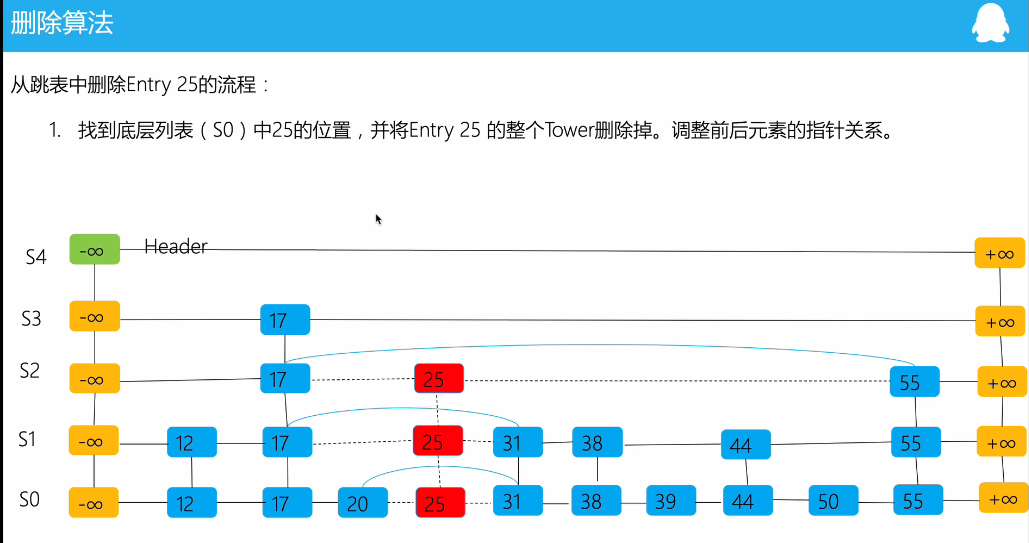 删除算法
从跳表中删除Entry 25的流程：
1. 找到底层列表（S0）中25的位置，并将Entry 25 的整个Tower删除掉。调整前后元素的指针关系。
S4 -∞ Header +∞
S3 -∞ 17 +∞
S2 -∞ 17 25 55 +∞
S1 -∞ 12 17 25 31 38 44 55 +∞
S0 -∞ 12 17 20 25 31 38 39 44 50 55 +∞